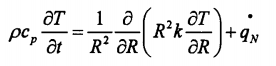 ρc_p ∂T/∂t = 1/R² ∂/∂R (R²k ∂T/∂R) + q̇_N